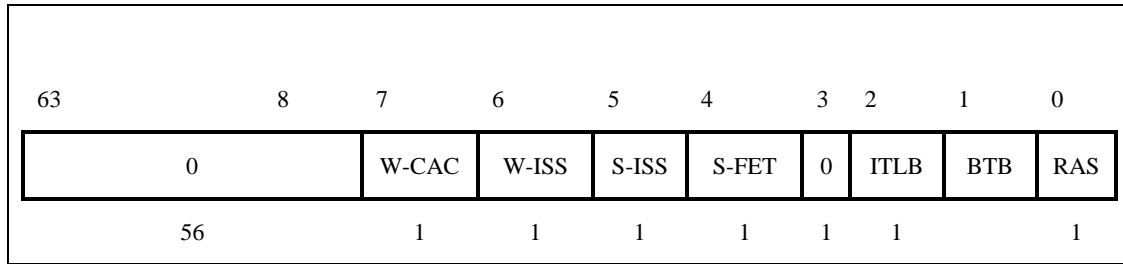 63 8 7 6 5 4 3 2 1 0
0 W-CAC W-ISS S-ISS S-FET 0 ITLB BTB RAS
56 1 1 1 1 1 1 1